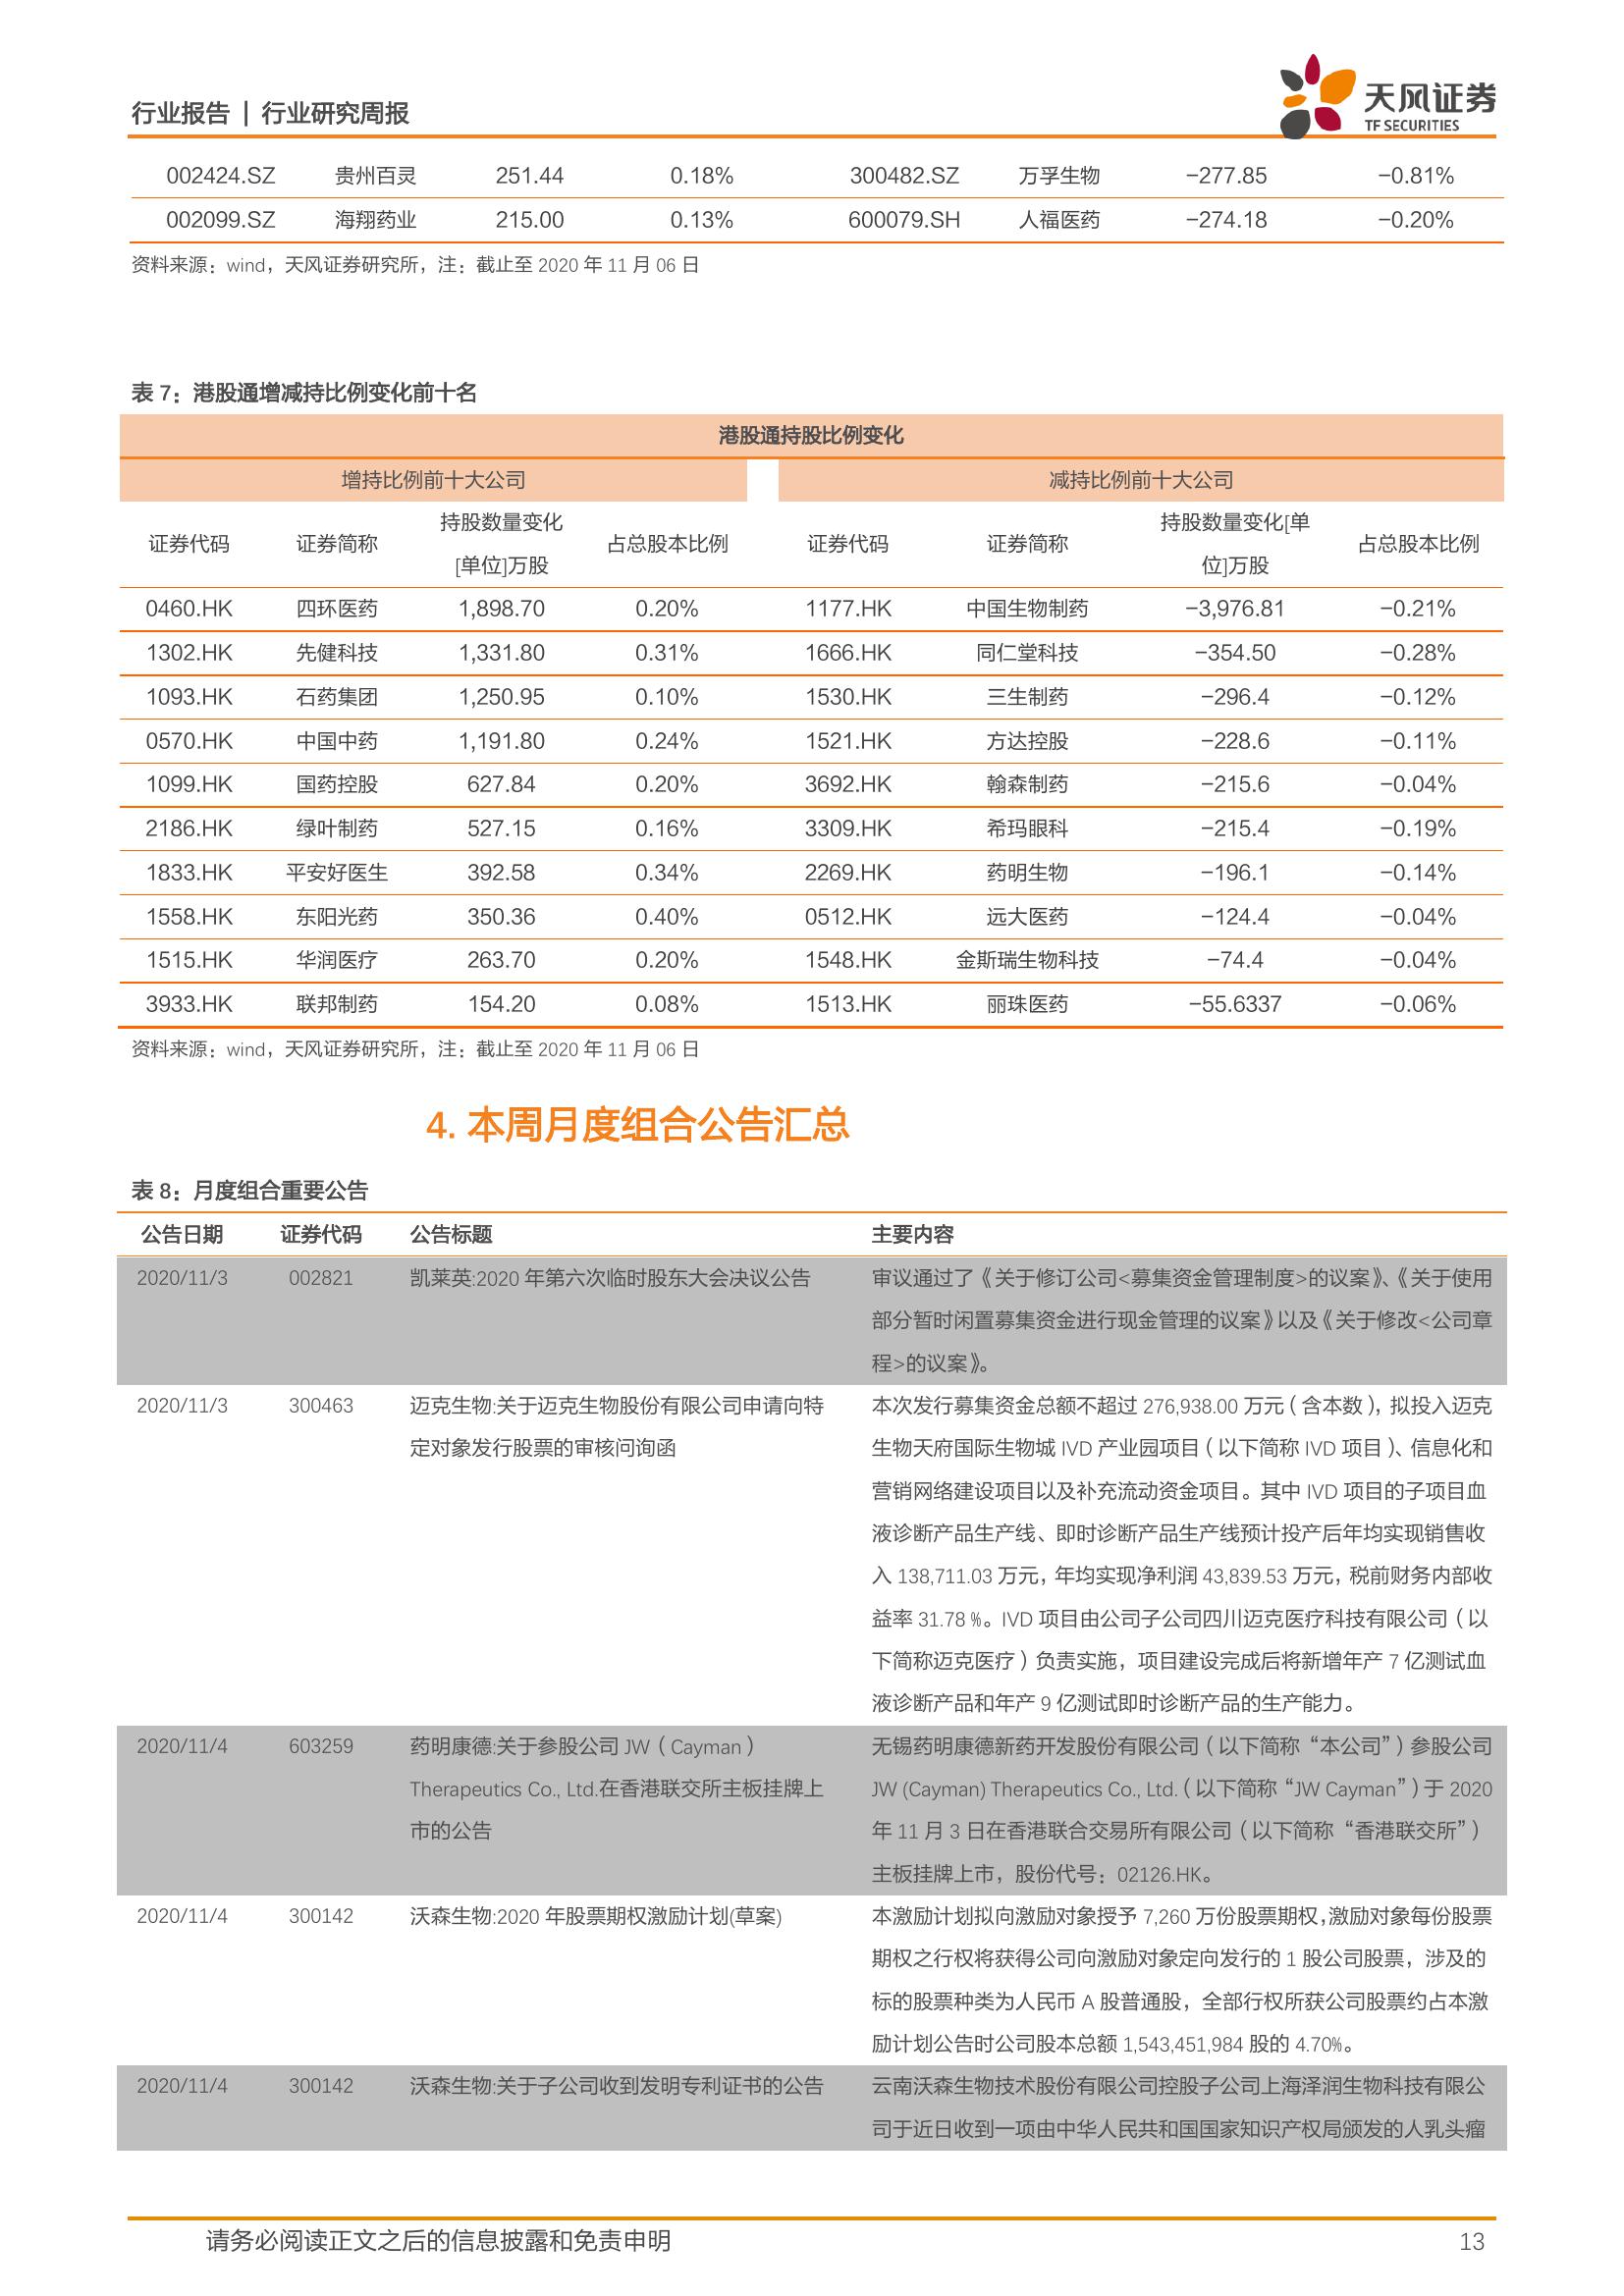 行业报告 | 行业研究周报
天风证券
TF SECURITIES
002424.SZ 贵州百灵 251.44 0.18% 300482.SZ 万孚生物 −277.85 −0.81%
002099.SZ 海翔药业 215.00 0.13% 600079.SH 人福医药 −274.18 −0.20%
资料来源：wind，天风证券研究所，注：截止至 2020 年 11 月 06 日
表 7：港股通增减持比例变化前十名
港股通持股比例变化
增持比例前十大公司 减持比例前十大公司
证券代码 证券简称 持股数量变化[单位]万股 占总股本比例 证券代码 证券简称 持股数量变化[单位]万股 占总股本比例
0460.HK 四环医药 1,898.70 0.20% 1177.HK 中国生物制药 −3,976.81 −0.21%
1302.HK 先健科技 1,331.80 0.31% 1666.HK 同仁堂科技 −354.50 −0.28%
1093.HK 石药集团 1,250.95 0.10% 1530.HK 三生制药 −296.4 −0.12%
0570.HK 中国中药 1,191.80 0.24% 1521.HK 方达控股 −228.6 −0.11%
1099.HK 国药控股 627.84 0.20% 3692.HK 翰森制药 −215.6 −0.04%
2186.HK 绿叶制药 527.15 0.16% 3309.HK 希玛眼科 −215.4 −0.19%
1833.HK 平安好医生 392.58 0.34% 2269.HK 药明生物 −196.1 −0.14%
1558.HK 东阳光药 350.36 0.40% 0512.HK 远大医药 −124.4 −0.04%
1515.HK 华润医疗 263.70 0.20% 1548.HK 金斯瑞生物科技 −74.4 −0.04%
3933.HK 联邦制药 154.20 0.08% 1513.HK 丽珠医药 −55.6337 −0.06%
资料来源：wind，天风证券研究所，注：截止至 2020 年 11 月 06 日
4. 本周月度组合公告汇总
表 8：月度组合重要公告
公告日期 证券代码 公告标题 主要内容
2020/11/3 002821 凯莱英:2020 年第六次临时股东大会决议公告 审议通过了《关于修订公司<募集资金管理制度>的议案》、《关于使用
部分暂时闲置募集资金进行现金管理的议案》以及《关于修改<公司章
程>的议案》。
2020/11/3 300463 迈克生物:关于迈克生物股份有限公司申请向特
定对象发行股票的审核问询函
本次发行募集资金总额不超过 276,938.00 万元（含本数），拟投入迈克
生物天府国际生物城 IVD 产业园项目（以下简称 IVD 项目）、信息化和
营销网络建设项目以及补充流动资金项目。其中 IVD 项目的子项目血
液诊断产品生产线、即时诊断产品生产线预计投产后年均实现销售收
入 138,711.03 万元，年均实现净利润 43,839.53 万元，税前财务内部收
益率 31.78 %。IVD 项目由公司子公司四川迈克医疗科技有限公司（以
下简称迈克医疗）负责实施，项目建设完成后将新增年产 7 亿测试血
液诊断产品和年产 9 亿测试即时诊断产品的生产能力。
2020/11/4 603259 药明康德:关于参股公司 JW（Cayman）
Therapeutics Co., Ltd.在香港联交所主板挂牌上
市的公告
无锡药明康德新药开发股份有限公司（以下简称“本公司”）参股公司
JW (Cayman) Therapeutics Co., Ltd.（以下简称“JW Cayman”）于 2020
年 11 月 3 日在香港联合交易所有限公司（以下简称“香港联交所”）
主板挂牌上市，股份代号：02126.HK。
2020/11/4 300142 沃森生物:2020 年股票期权激励计划(草案) 本激励计划拟向激励对象授予 7,260 万份股票期权，激励对象每份股票
期权之行权将获得公司向激励对象定向发行的 1 股公司股票，涉及的
标的股票种类为人民币 A 股普通股，全部行权所获公司股票约占本激
励计划公告时公司股本总额 1,543,451,984 股的 4.70%。
2020/11/4 300142 沃森生物:关于子公司收到发明专利证书的公告 云南沃森生物技术股份有限公司控股子公司上海泽润生物科技有限公
司于近日收到一项由中华人民共和国国家知识产权局颁发的人乳头瘤
请务必阅读正文之后的信息披露和免责申明 13